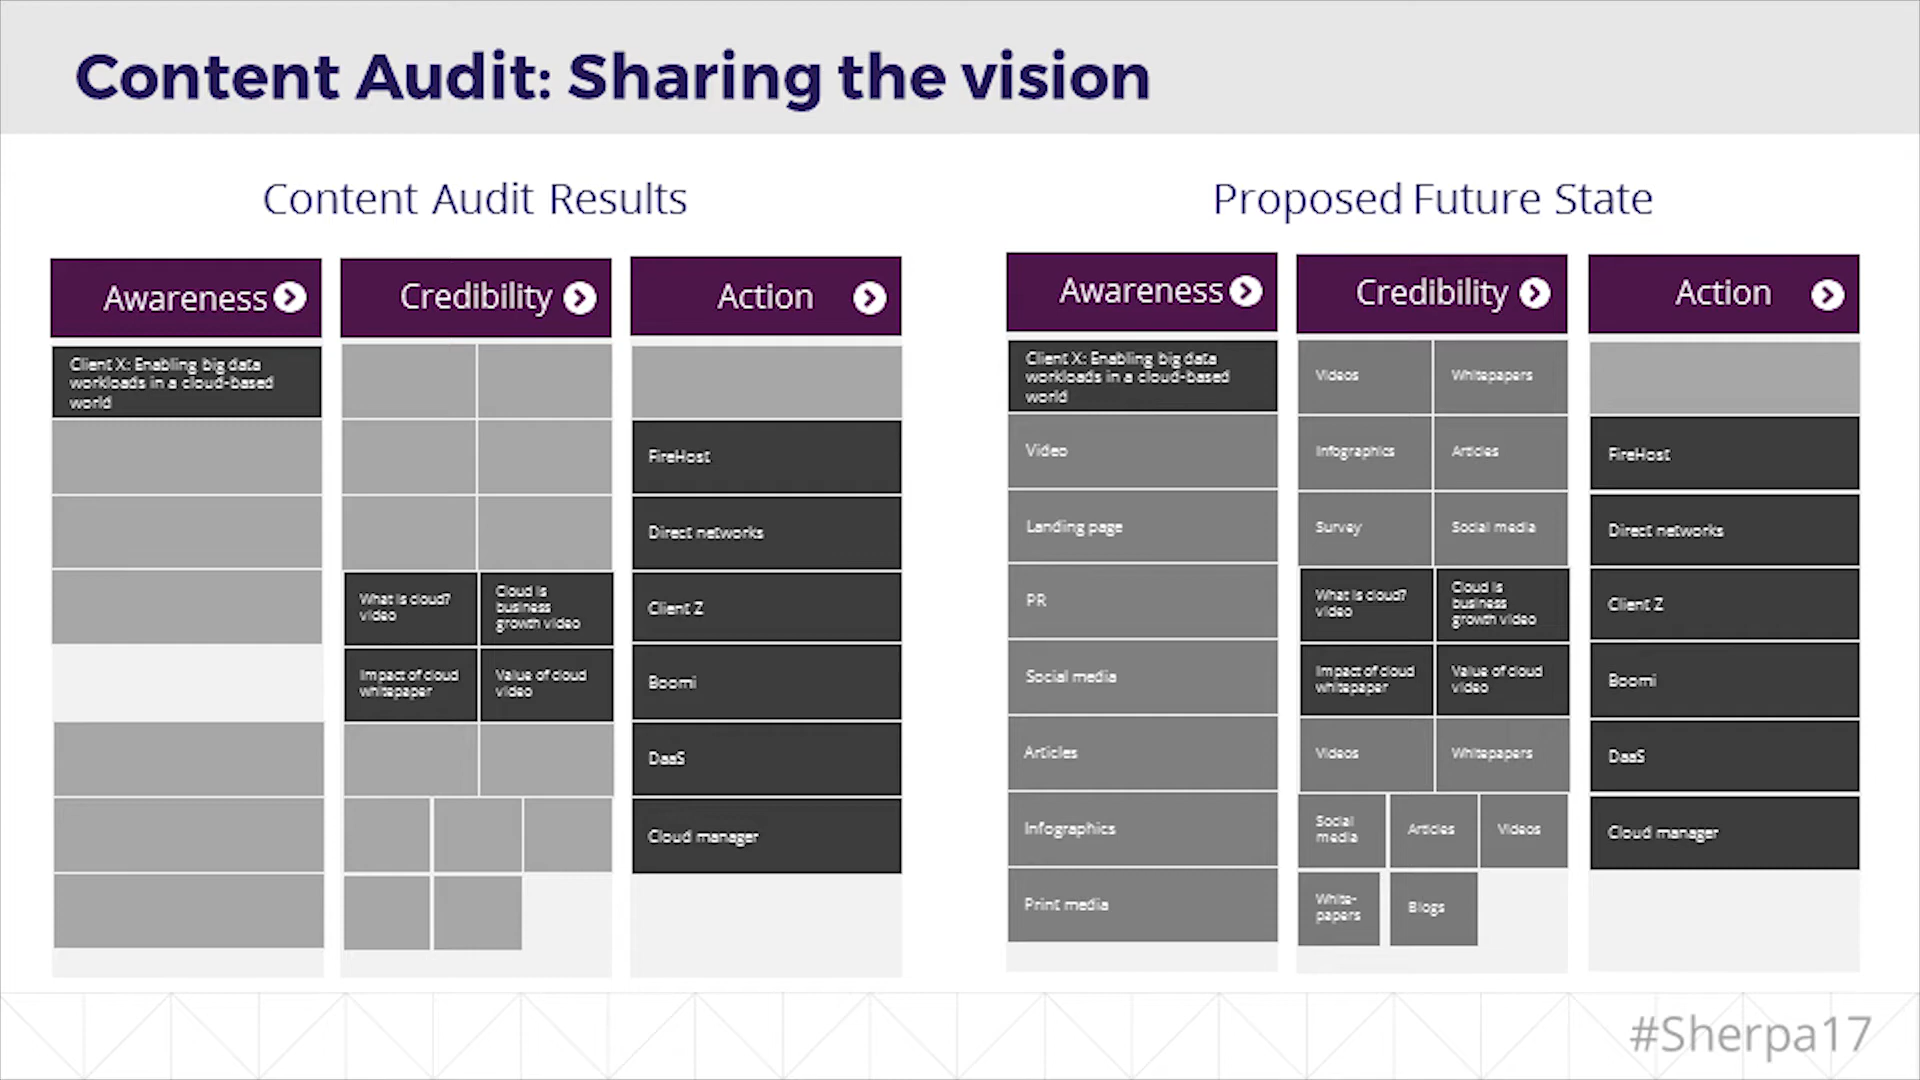 Content Audit: Sharing the vision
Content Audit Results
Awareness
Credibility
Action
Client X: Enabling big data
workloads in a cloud-based
world
What is cloud?
video
Cloud is
business
growth video
Impact of cloud
whitepaper
Value of cloud
video
FireHost
Direct networks
Client Z
Boomi
DaaS
Cloud manager
Proposed Future State
Awareness
Credibility
Action
Client X: Enabling big data
workloads in a cloud-based
world
Video
Landing page
PR
Social media
Articles
Infographics
Print media
Videos
Whitepapers
Infographics
Articles
Survey
Social media
What is cloud?
video
Cloud is
business
growth video
Impact of cloud
whitepaper
Value of cloud
video
Videos
Whitepapers
Social
media
Articles
Videos
White-
papers
Blogs
FireHost
Direct networks
Client Z
Boomi
DaaS
Cloud manager
#Sherpa17